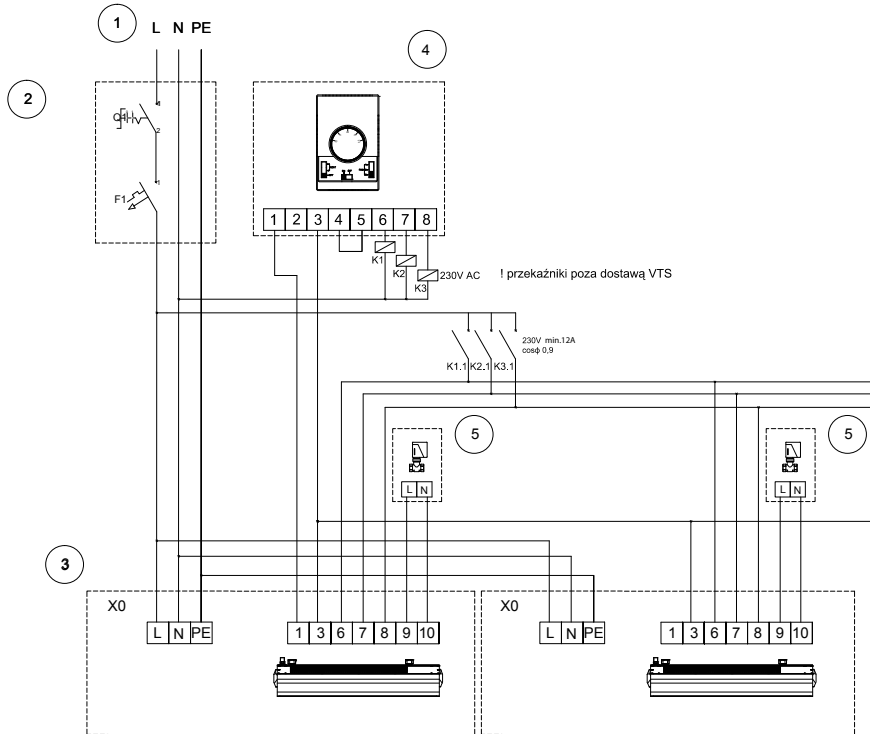 1 L N PE
4
2
Q1
1
2
F1
1
1 2 3 4 5 6 7 8
K1
K2
K3
230V AC
! przekaźniki poza dostawą VTS
230V min.12A
cosϕ 0,9
K1.1 K2.1 K3.1
5
5
L N
L N
3
X0
X0
L N PE
1 3 6 7 8 9 10
L N PE
1 3 6 7 8 9 10